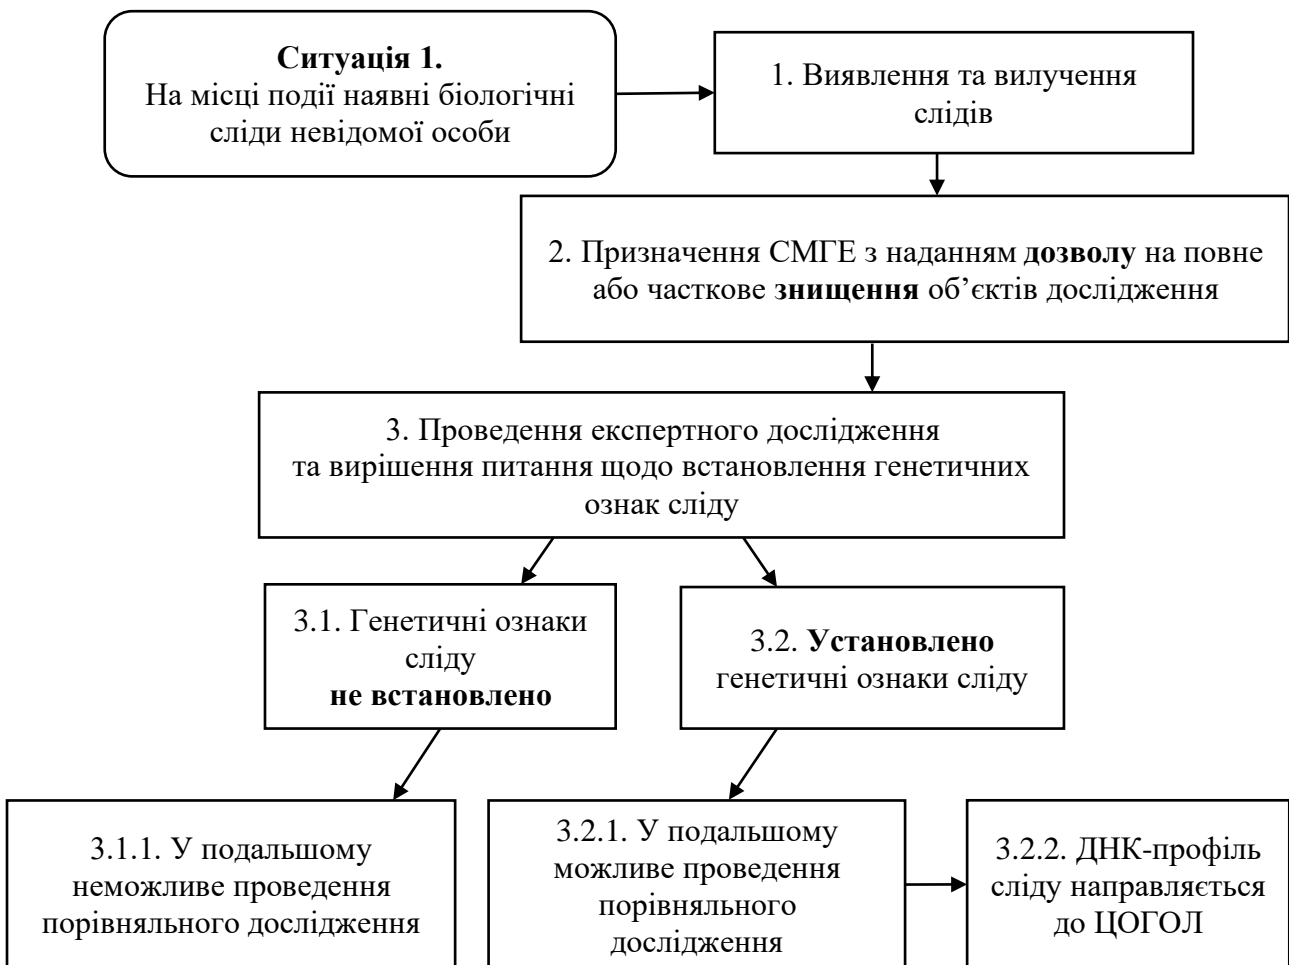 Ситуація 1.
На місці події наявні біологічні
сліди невідомої особи
1. Виявлення та вилучення
слідів
2. Призначення СМГЕ з наданням дозволу на повне
або часткове знищення об’єктів дослідження
3. Проведення експертного дослідження
та вирішення питання щодо встановлення генетичних
ознак сліду
3.1. Генетичні ознаки
сліду
не встановлено
3.2. Установлено
генетичні ознаки сліду
3.1.1. У подальшому
неможливе проведення
порівняльного дослідження
3.2.1. У подальшому
можливе проведення
порівняльного
дослідження
3.2.2. ДНК-профіль
сліду направляється
до ЦОГОЛ